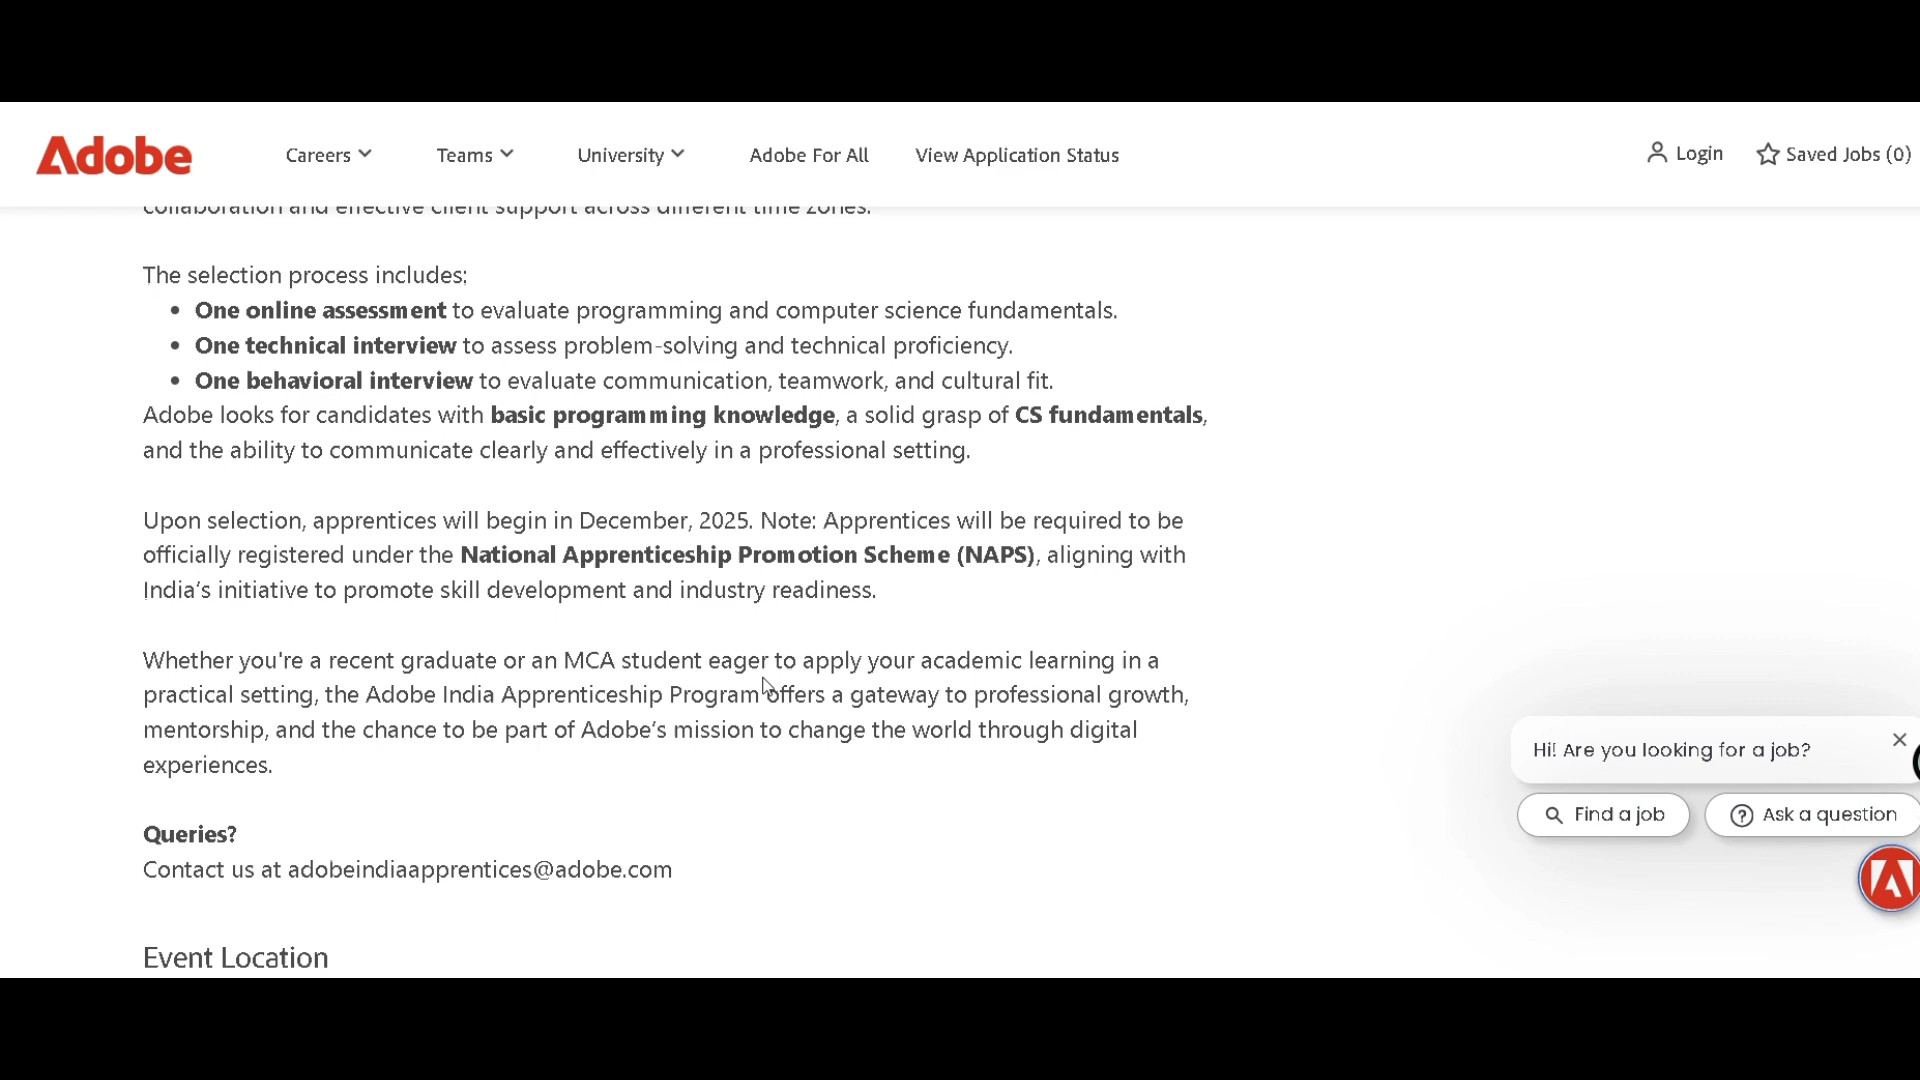 Adobe
Careers
Teams
University
Adobe For All
View Application Status
Login
Saved Jobs (0)
collaboration and effective client support across different time zones.
The selection process includes:
• One online assessment to evaluate programming and computer science fundamentals.
• One technical interview to assess problem-solving and technical proficiency.
• One behavioral interview to evaluate communication, teamwork, and cultural fit.
Adobe looks for candidates with basic programming knowledge, a solid grasp of CS fundamentals,
and the ability to communicate clearly and effectively in a professional setting.
Upon selection, apprentices will begin in December, 2025. Note: Apprentices will be required to be
officially registered under the National Apprenticeship Promotion Scheme (NAPS), aligning with
India’s initiative to promote skill development and industry readiness.
Whether you're a recent graduate or an MCA student eager to apply your academic learning in a
practical setting, the Adobe India Apprenticeship Program offers a gateway to professional growth,
mentorship, and the chance to be part of Adobe’s mission to change the world through digital
experiences.
Queries?
Contact us at adobeindiaapprentices@adobe.com
Event Location
Hi! Are you looking for a job?
Find a job
Ask a question